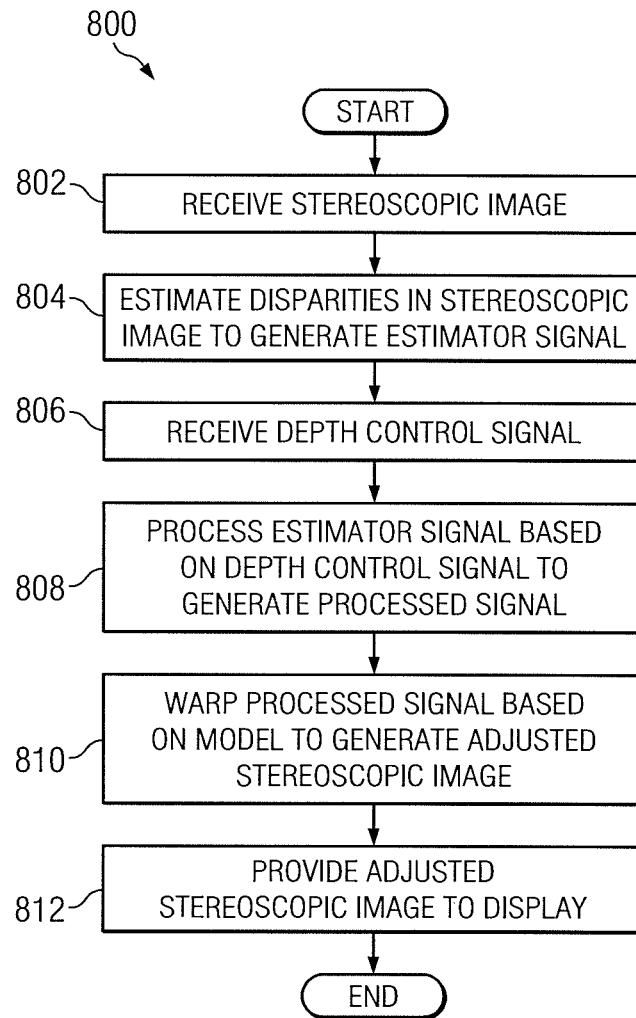 800
START
802
RECEIVE STEREOSCOPIC IMAGE
804
ESTIMATE DISPARITIES IN STEREOSCOPIC
IMAGE TO GENERATE ESTIMATOR SIGNAL
806
RECEIVE DEPTH CONTROL SIGNAL
808
PROCESS ESTIMATOR SIGNAL BASED
ON DEPTH CONTROL SIGNAL TO
GENERATE PROCESSED SIGNAL
810
WARP PROCESSED SIGNAL BASED
ON MODEL TO GENERATE ADJUSTED
STEREOSCOPIC IMAGE
812
PROVIDE ADJUSTED
STEREOSCOPIC IMAGE TO DISPLAY
END